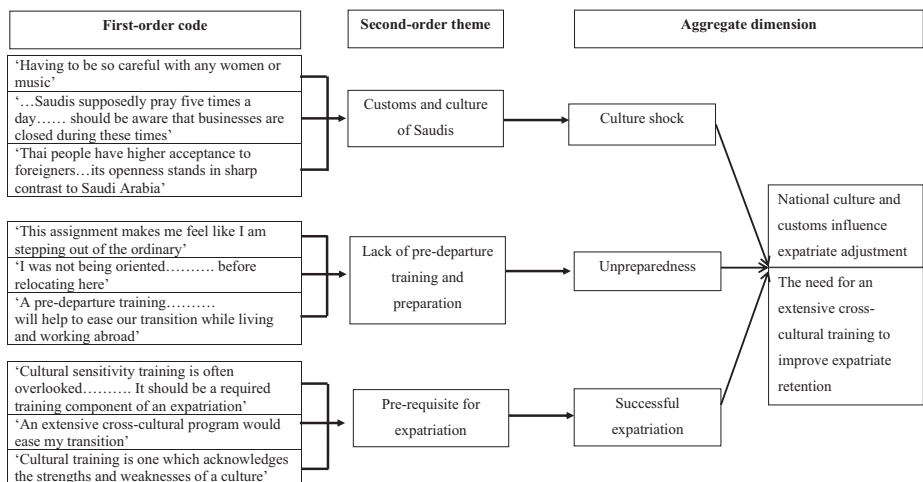 First-order code
Second-order theme
Aggregate dimension
‘Having to be so careful with any women or
music’
‘…Saudis supposedly pray five times a
day…… should be aware that businesses are
closed during these times’
‘Thai people have higher acceptance to
foreigners…its openness stands in sharp
contrast to Saudi Arabia’
Customs and culture
of Saudis
Culture shock
‘This assignment makes me feel like I am
stepping out of the ordinary’
‘I was not being oriented………. before
relocating here’
‘A pre-departure training……….
will help to ease our transition while living
and working abroad’
Lack of pre-departure
training and
preparation
Unpreparedness
‘Cultural sensitivity training is often
overlooked………. It should be a required
training component of an expatriation’
‘An extensive cross-cultural program would
ease my transition’
‘Cultural training is one which acknowledges
the strengths and weaknesses of a culture’
Pre-requisite for
expatriation
Successful
expatriation
National culture and
customs influence
expatriate adjustment
The need for an
extensive cross-
cultural training to
improve expatriate
retention